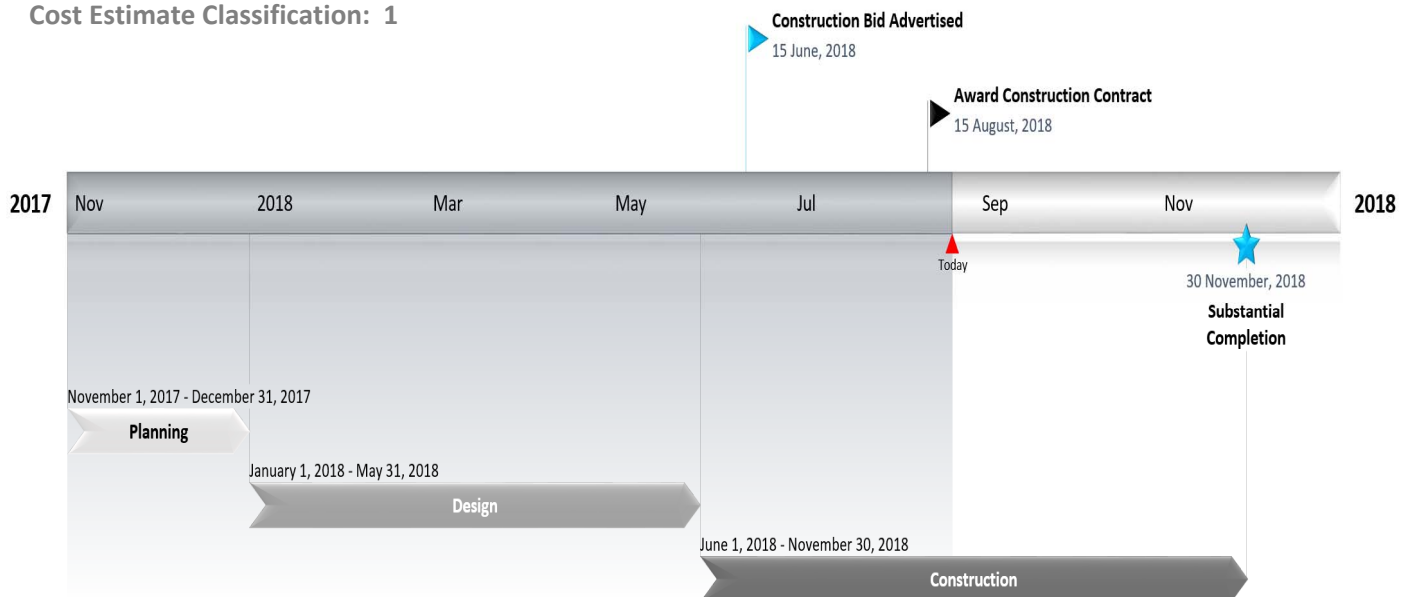 Cost Estimate Classification: 1
Construction Bid Advertised
15 June, 2018
Award Construction Contract
15 August, 2018
2017 Nov 2018 Mar May Jul Sep Nov 2018
Today
30 November, 2018
Substantial
Completion
November 1, 2017 - December 31, 2017
Planning
January 1, 2018 - May 31, 2018
Design
June 1, 2018 - November 30, 2018
Construction